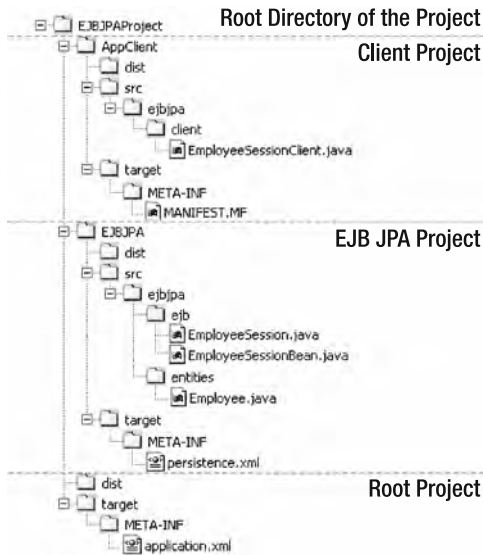 Root Directory of the Project
EJBJPAProject
Client Project
AppClient
dist
src
ejbjpa
client
EmployeeSessionClient.java
target
META-INF
MANIFEST.MF
EJB JPA Project
EJBJPA
dist
src
ejbjpa
ejb
EmployeeSession.java
EmployeeSessionBean.java
entities
Employee.java
target
META-INF
persistence.xml
Root Project
dist
target
META-INF
application.xml